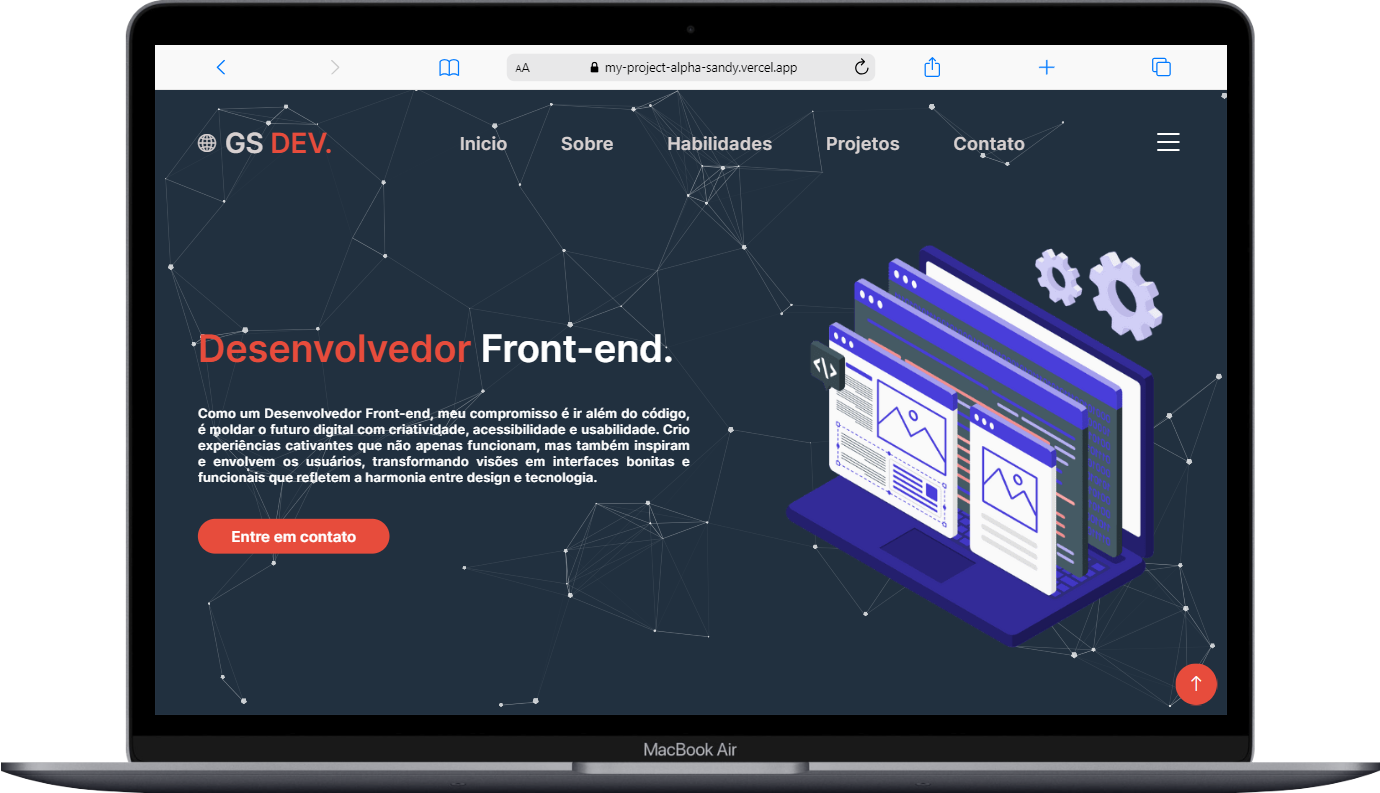 AA my-project-alpha-sandy.vercel.app
GS DEV. Inicio Sobre Habilidades Projetos Contato
Desenvolvedor Front-end.
Como um Desenvolvedor Front-end, meu compromisso é ir além do código,
é moldar o futuro digital com criatividade, acessibilidade e usabilidade. Crio
experiências cativantes que não apenas funcionam, mas também inspiram
e envolvem os usuários, transformando visões em interfaces bonitas e
funcionais que refletem a harmonia entre design e tecnologia.
Entre em contato
MacBook Air